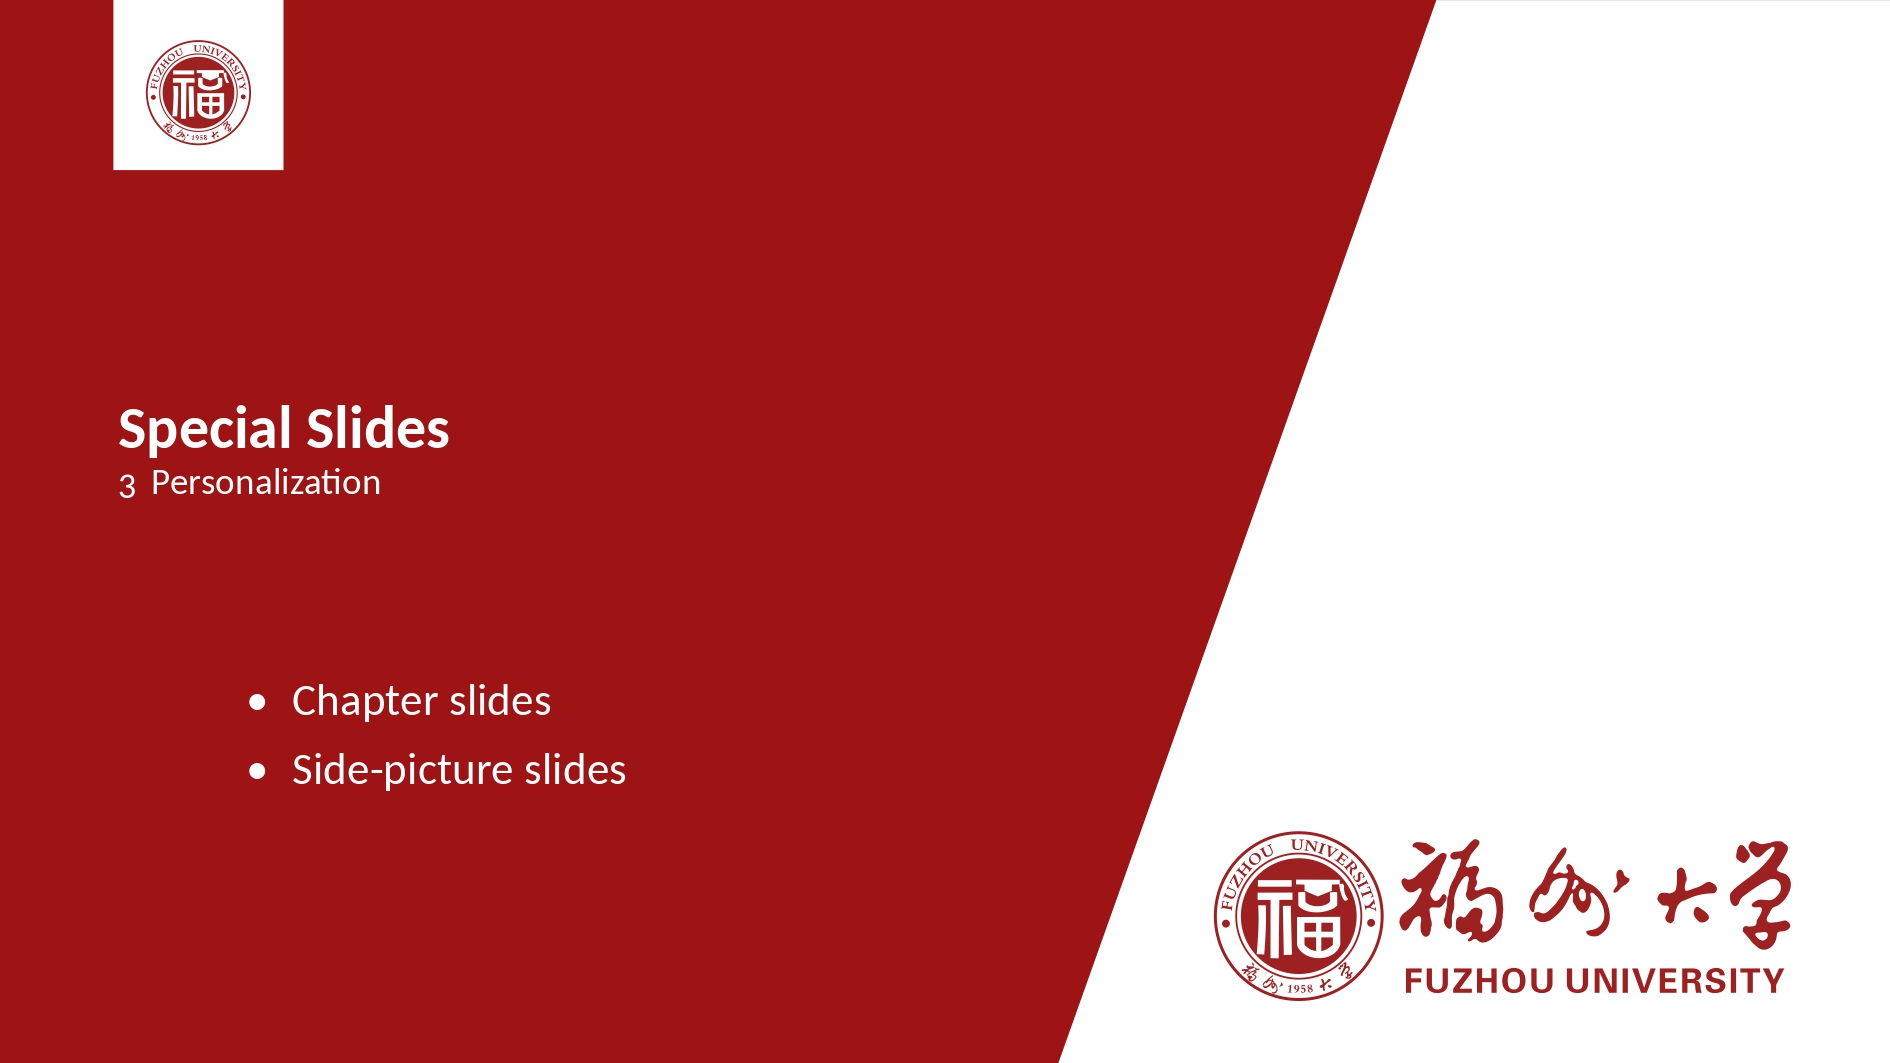 FUZHOU UNIVERSITY
福
福州大学
1958
Special Slides
3 Personalization
• Chapter slides
• Side-picture slides
FUZHOU UNIVERSITY
福
福州大学
1958
福州大学
FUZHOU UNIVERSITY